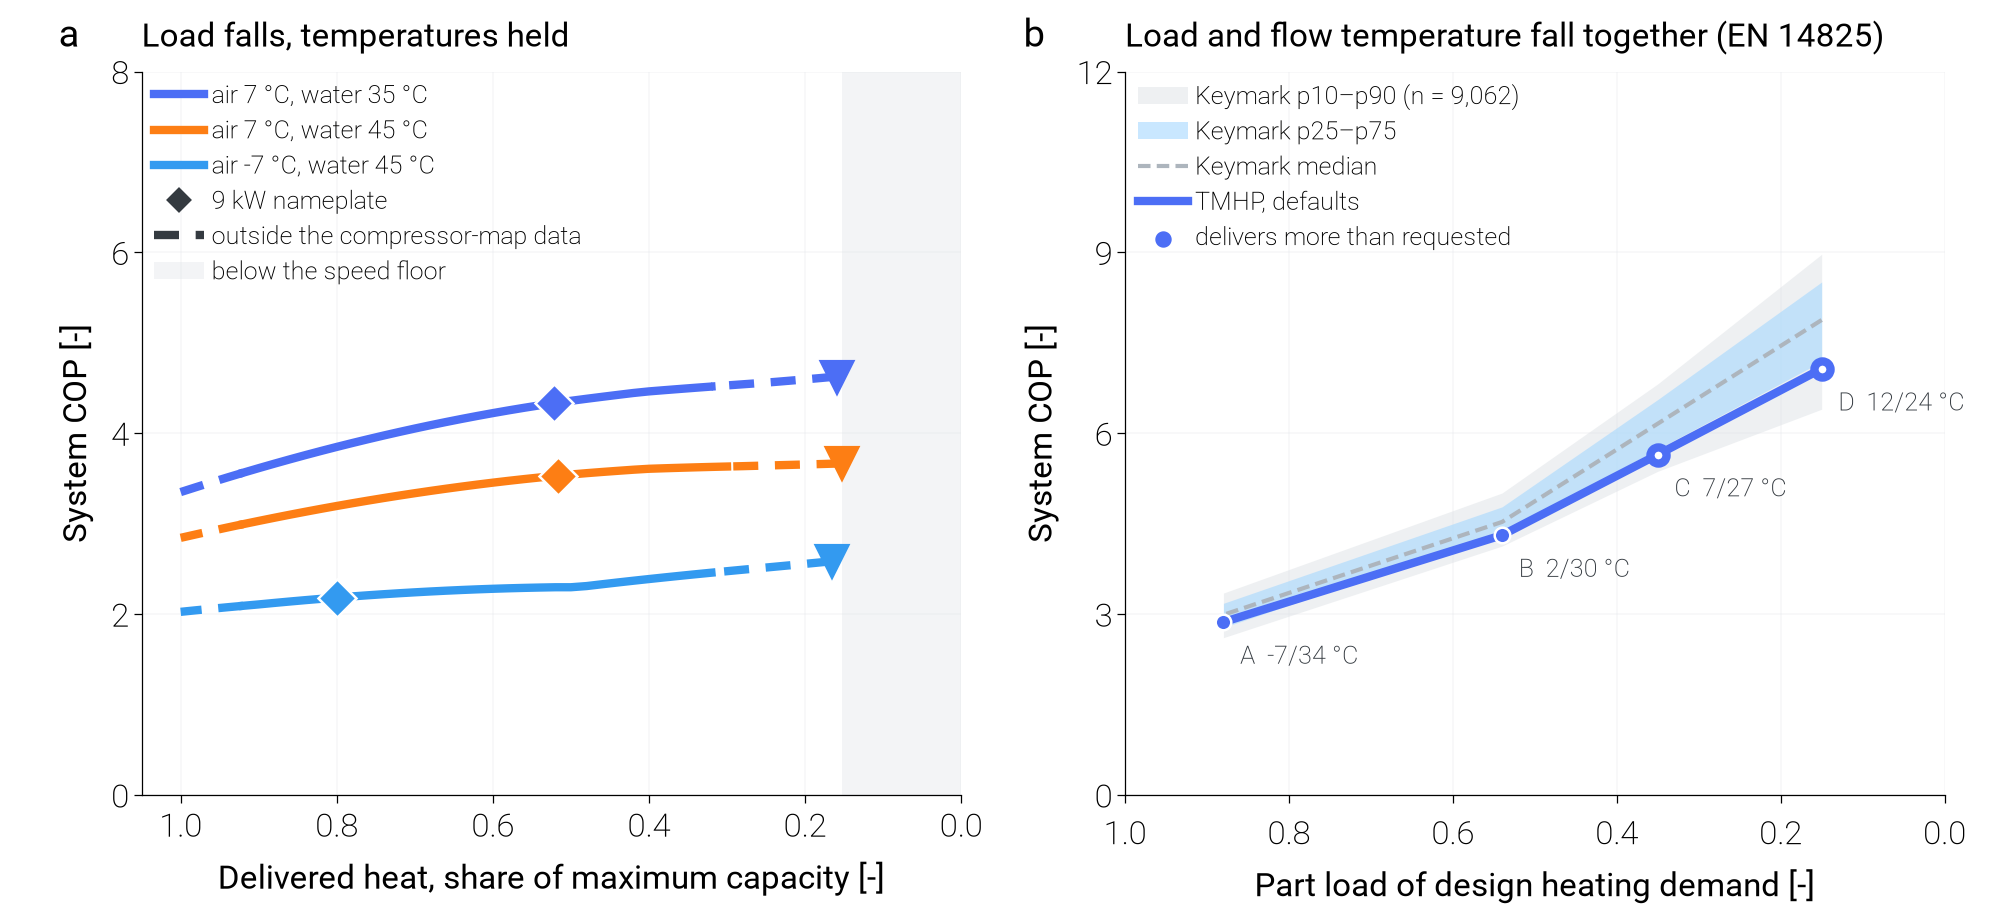 a
Load falls, temperatures held
8
6
4
2
0
System COP [-]
air 7 °C, water 35 °C
air 7 °C, water 45 °C
air -7 °C, water 45 °C
9 kW nameplate
outside the compressor-map data
below the speed floor
1.0 0.8 0.6 0.4 0.2 0.0
Delivered heat, share of maximum capacity [-]
b
Load and flow temperature fall together (EN 14825)
12
9
6
3
0
System COP [-]
Keymark p10–p90 (n = 9,062)
Keymark p25–p75
Keymark median
TMHP, defaults
delivers more than requested
D 12/24 °C
C 7/27 °C
B 2/30 °C
A -7/34 °C
1.0 0.8 0.6 0.4 0.2 0.0
Part load of design heating demand [-]